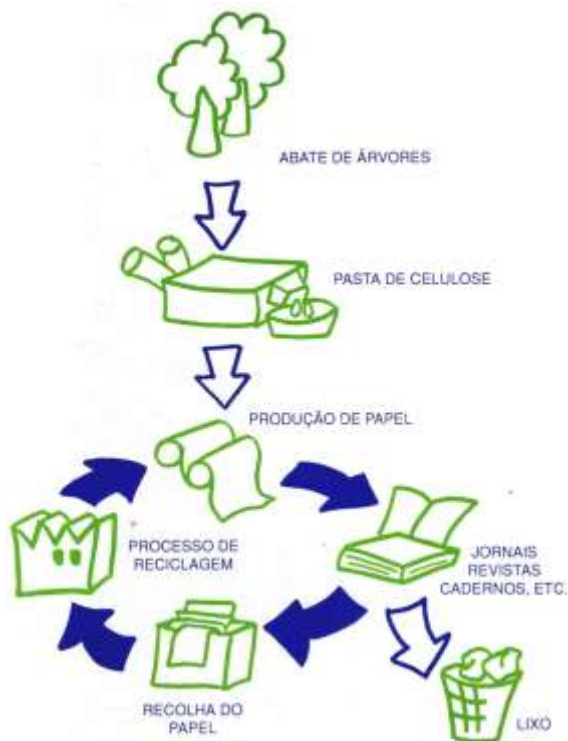 ABATE DE ÁRVORES
PASTA DE CELULOSE
PRODUÇÃO DE PAPEL
PROCESSO DE
RECICLAGEM
JORNAIS
REVISTAS
CADERNOS, ETC.
RECOLHA DO
PAPEL
LIXO